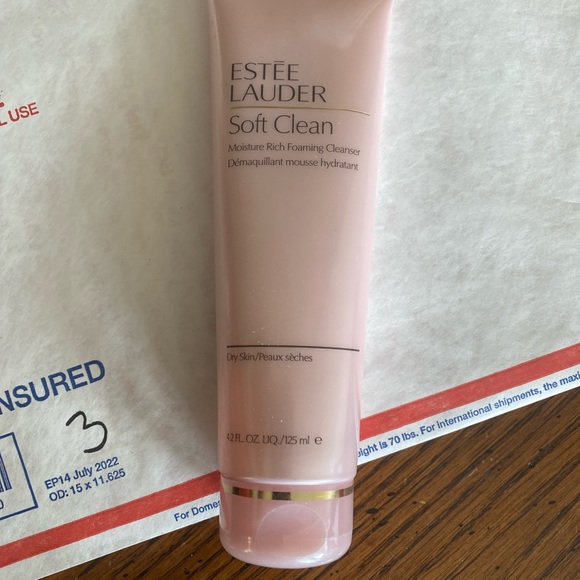 ESTĒE
LAUDER
Soft Clean
Moisture Rich Foaming Cleanser
Démaquillant mousse hydratant
Dry Skin/Peaux sèches
4.2 FL. OZ. LIQ./125 ml e
USE
NSURED
3
EP14 July 2022
OD: 15 x 11.625
is 70 lbs. For international shipments, the maxi
For Domes